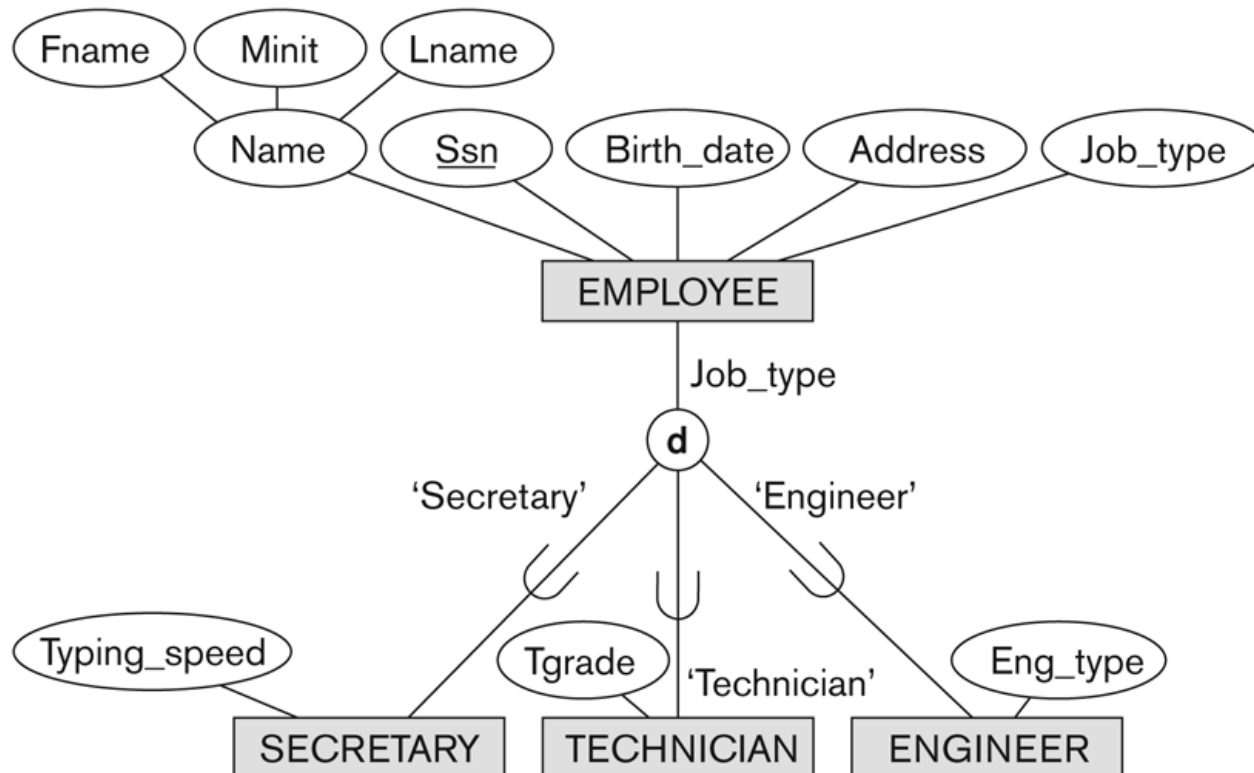 Fname Minit Lname
Name Ssn Birth_date Address Job_type
EMPLOYEE
Job_type
d
‘Secretary’ ‘Engineer’
Typing_speed Tgrade Eng_type
‘Technician’
SECRETARY TECHNICIAN ENGINEER